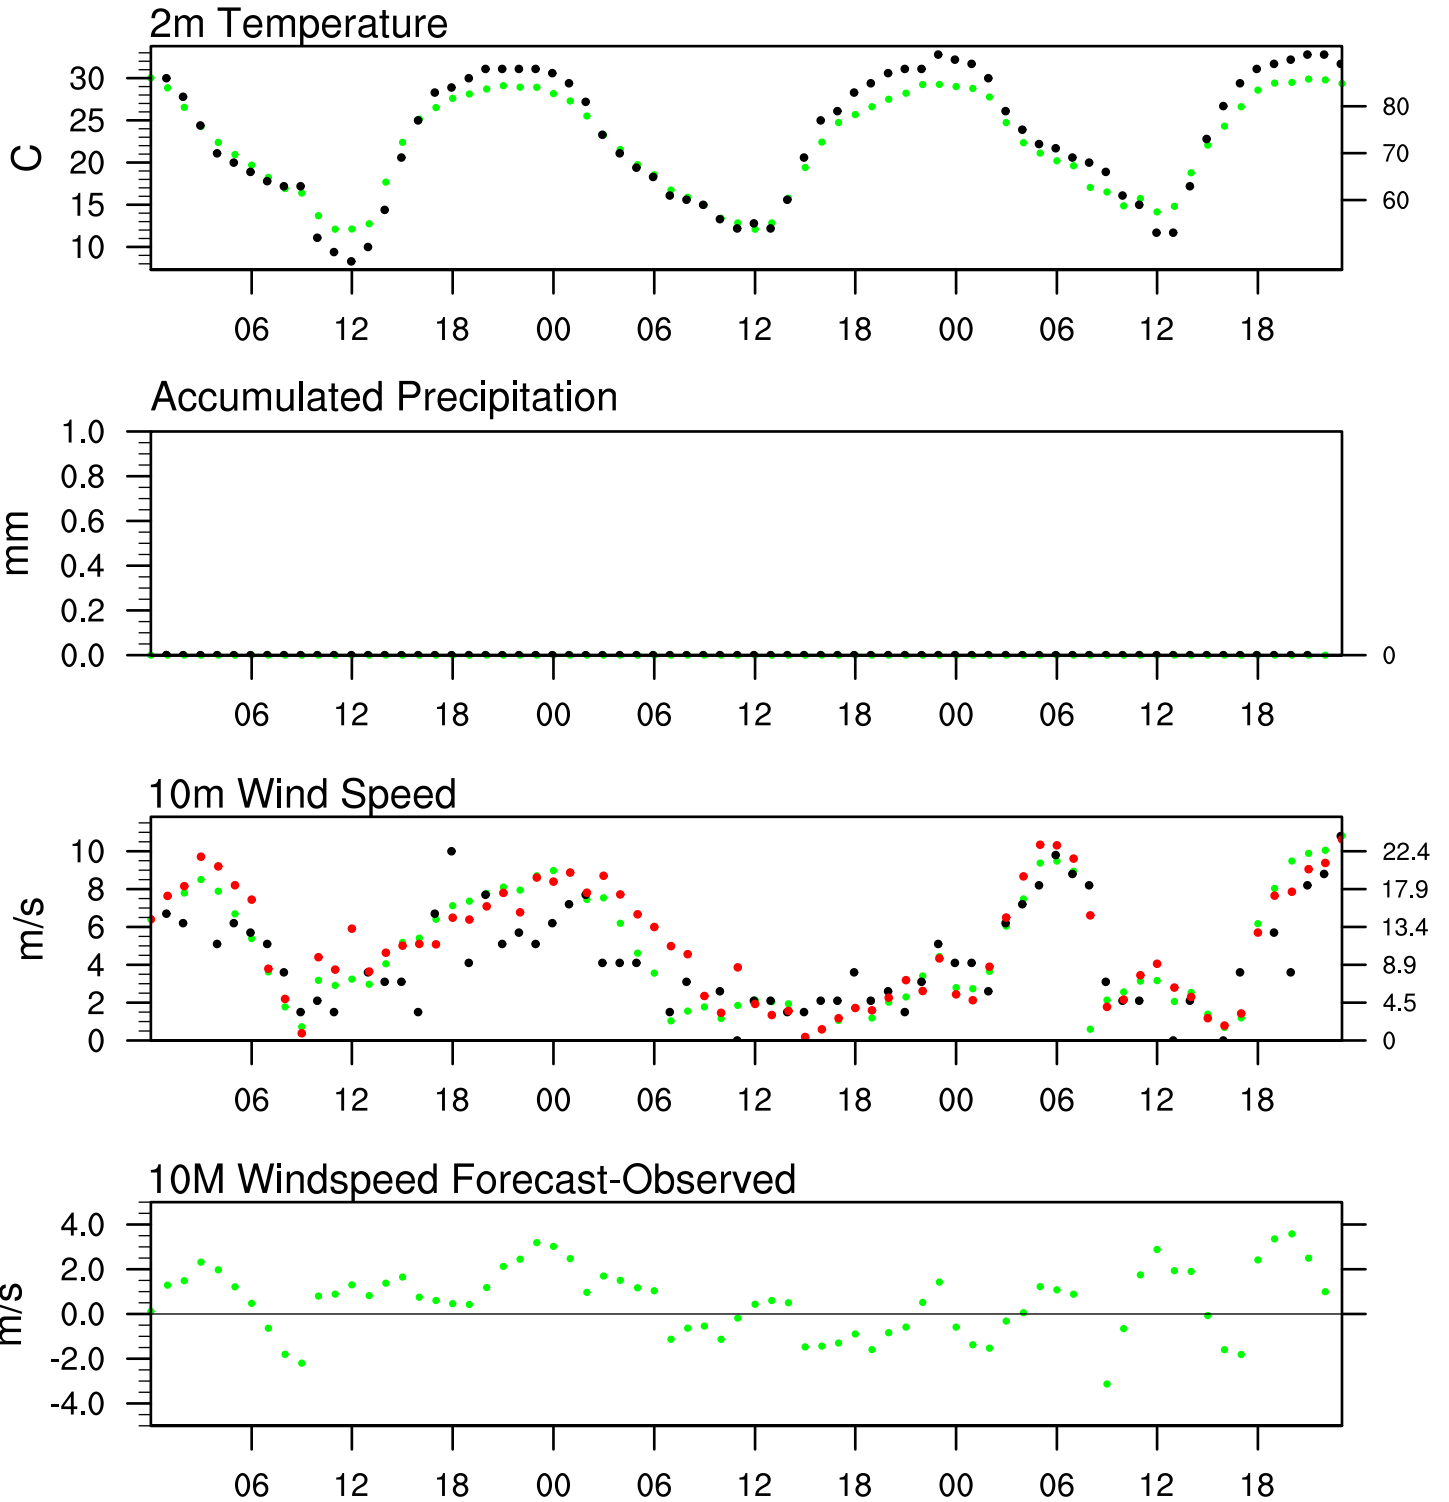 2m Temperature
C
30
25
20
15
10
80
70
60
06 12 18 00 06 12 18 00 06 12 18
Accumulated Precipitation
mm
1.0
0.8
0.6
0.4
0.2
0.0
0
06 12 18 00 06 12 18 00 06 12 18
10m Wind Speed
m/s
10
8
6
4
2
0
22.4
17.9
13.4
8.9
4.5
0
06 12 18 00 06 12 18 00 06 12 18
10M Windspeed Forecast-Observed
m/s
4.0
2.0
0.0
-2.0
-4.0
06 12 18 00 06 12 18 00 06 12 18